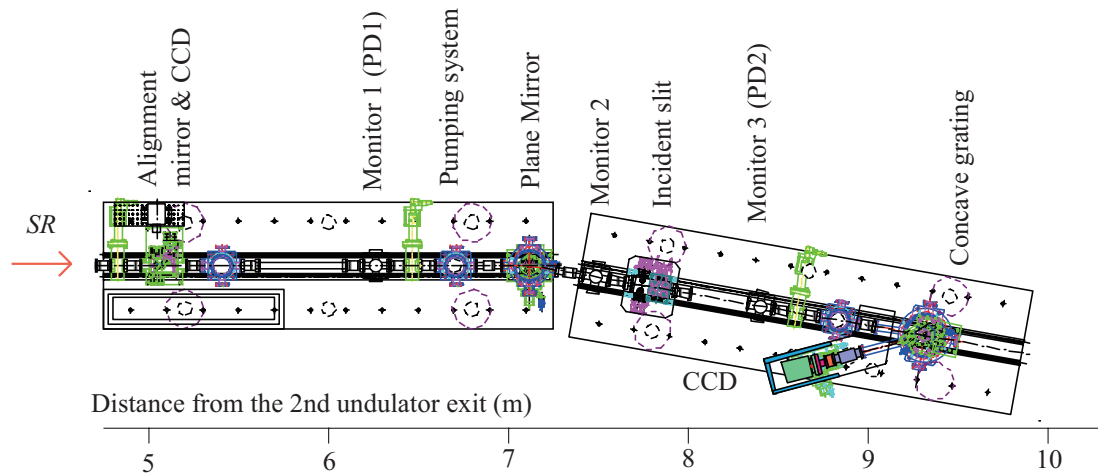 Alignment
mirror & CCD
Monitor 1 (PD1)
Pumping system
Plane Mirror
Monitor 2
Incident slit
Monitor 3 (PD2)
Concave grating
SR
CCD
Distance from the 2nd undulator exit (m)
5 6 7 8 9 10